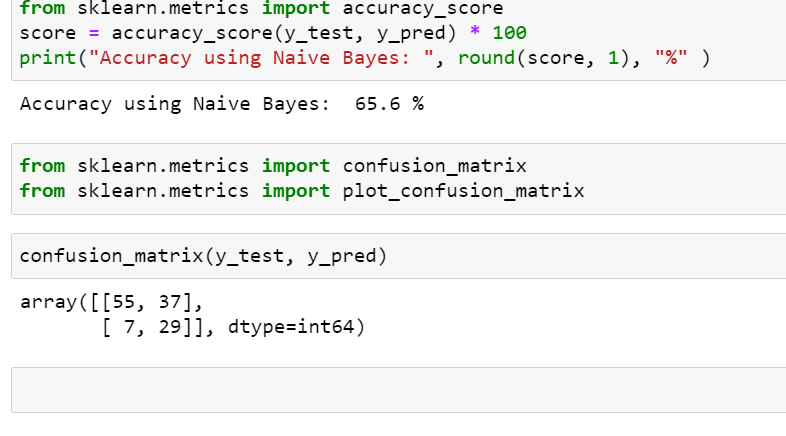 from sklearn.metrics import accuracy_score
score = accuracy_score(y_test, y_pred) * 100
print("Accuracy using Naive Bayes: ", round(score, 1), "%" )
Accuracy using Naive Bayes:  65.6 %
from sklearn.metrics import confusion_matrix
from sklearn.metrics import plot_confusion_matrix
confusion_matrix(y_test, y_pred)
array([[55, 37],
       [ 7, 29]], dtype=int64)